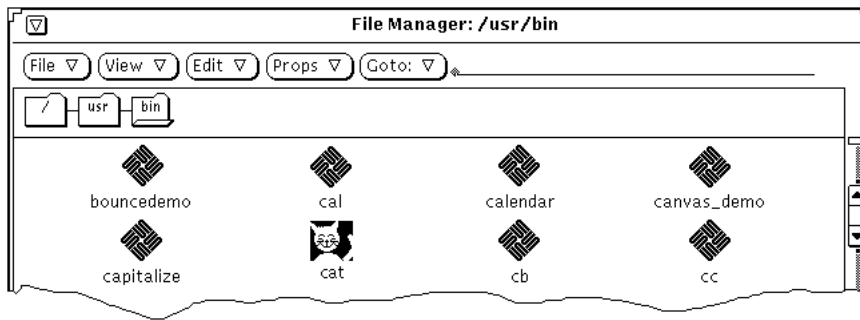 File Manager: /usr/bin
File View Edit Props Goto:
/ usr bin
bouncedemo cal calendar canvas_demo
capitalize cat cb cc